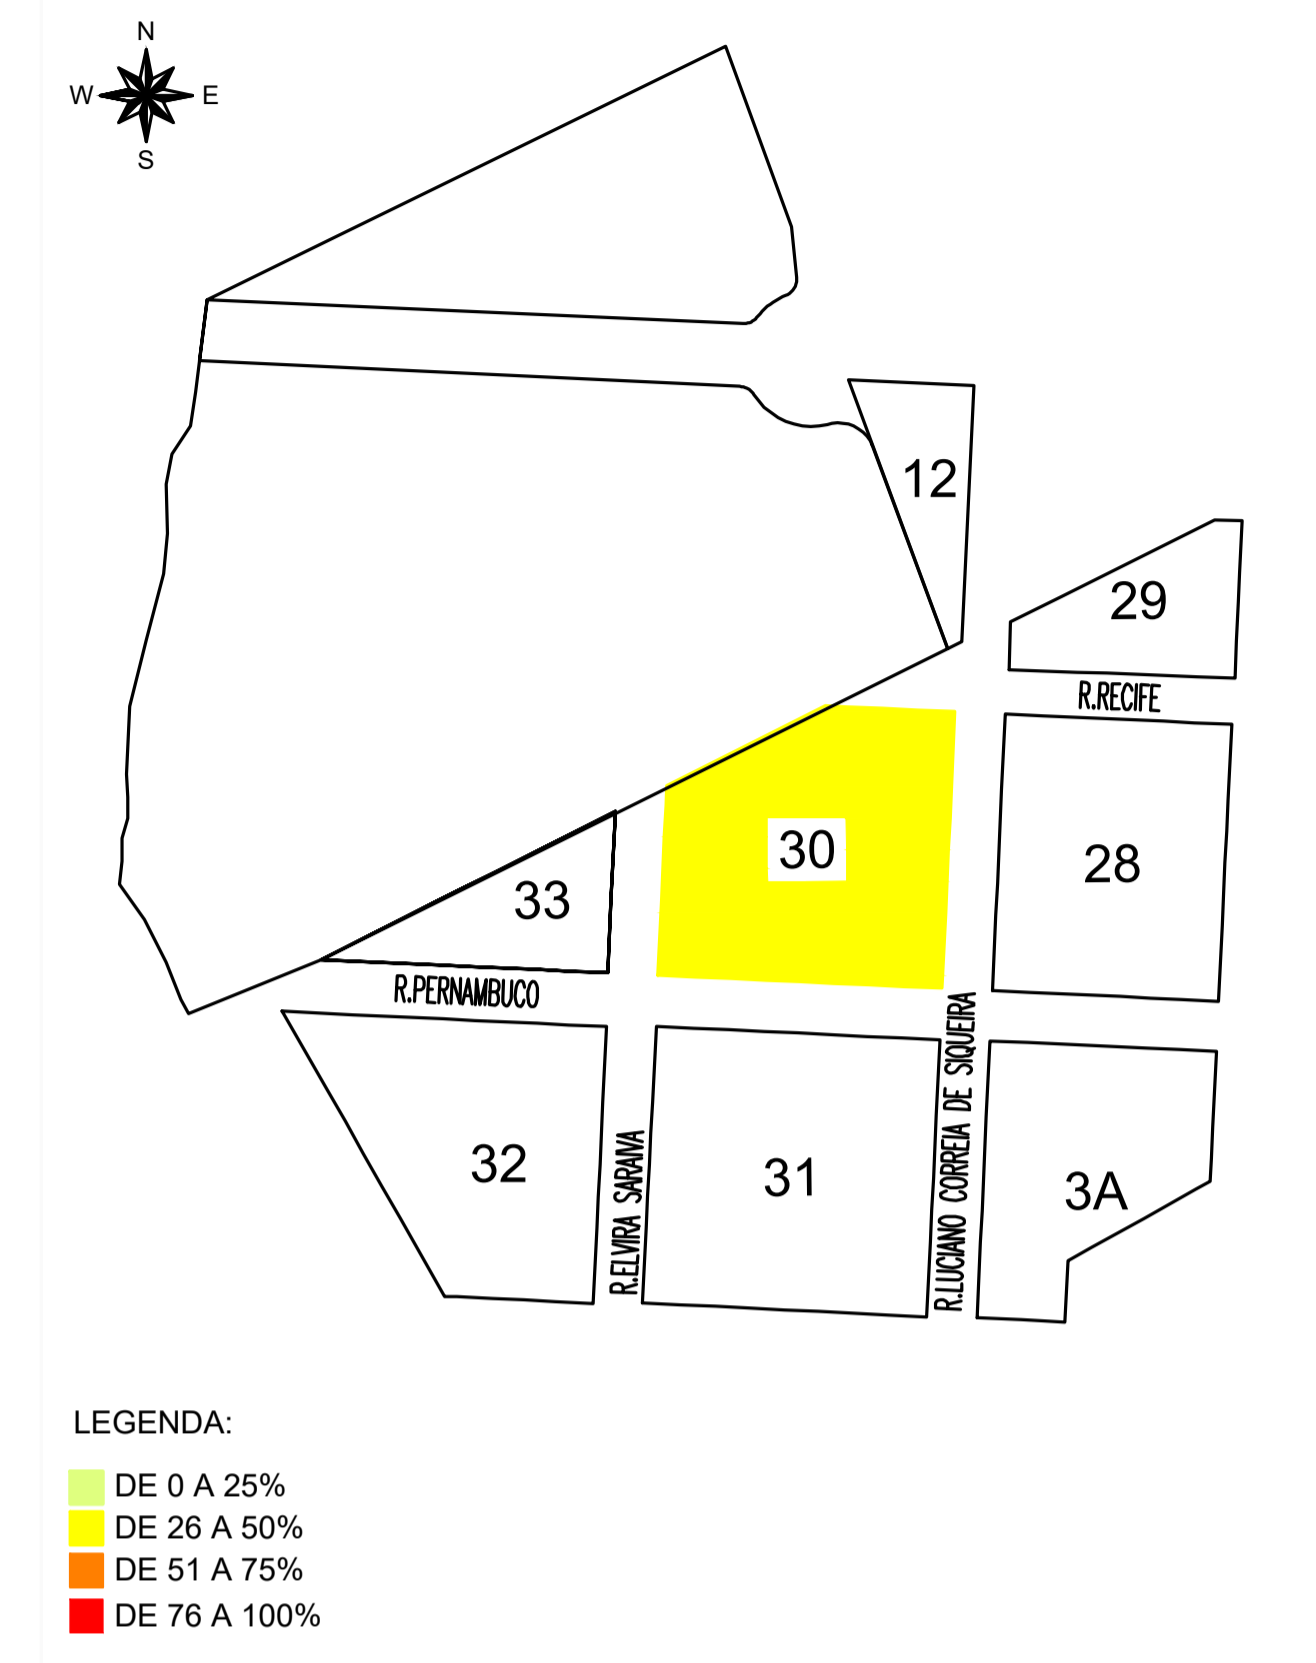 N
W
E
S
12
29
R.RECIFE
30
28
33
R.PERNAMBUCO
32
R.ELVIRA SARAIVA
31
R.LUCIANO CORREIA DE SIQUEIRA
3A
LEGENDA:
DE 0 A 25%
DE 26 A 50%
DE 51 A 75%
DE 76 A 100%